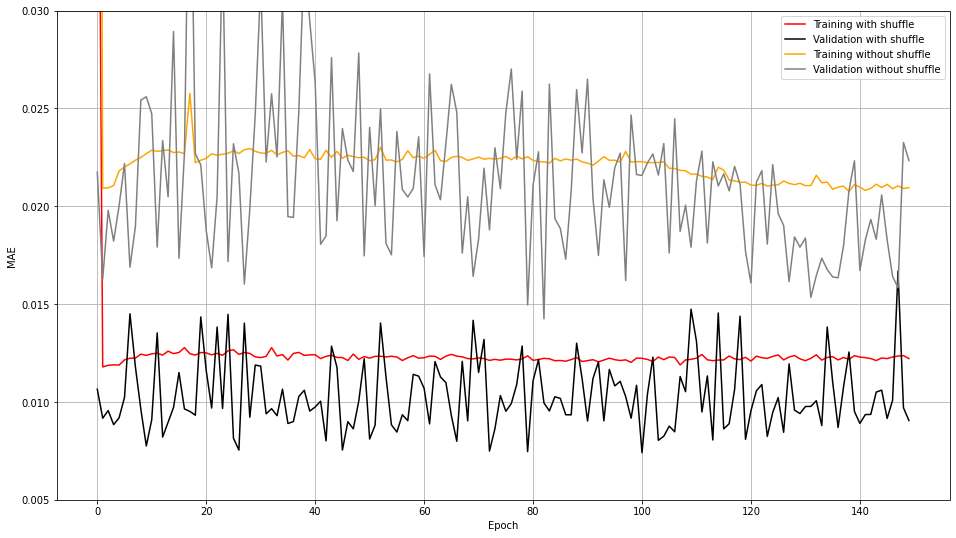 0.030
0.025
0.020
0.015
0.010
0.005
MAE
0 20 40 60 80 100 120 140
Epoch
Training with shuffle
Validation with shuffle
Training without shuffle
Validation without shuffle